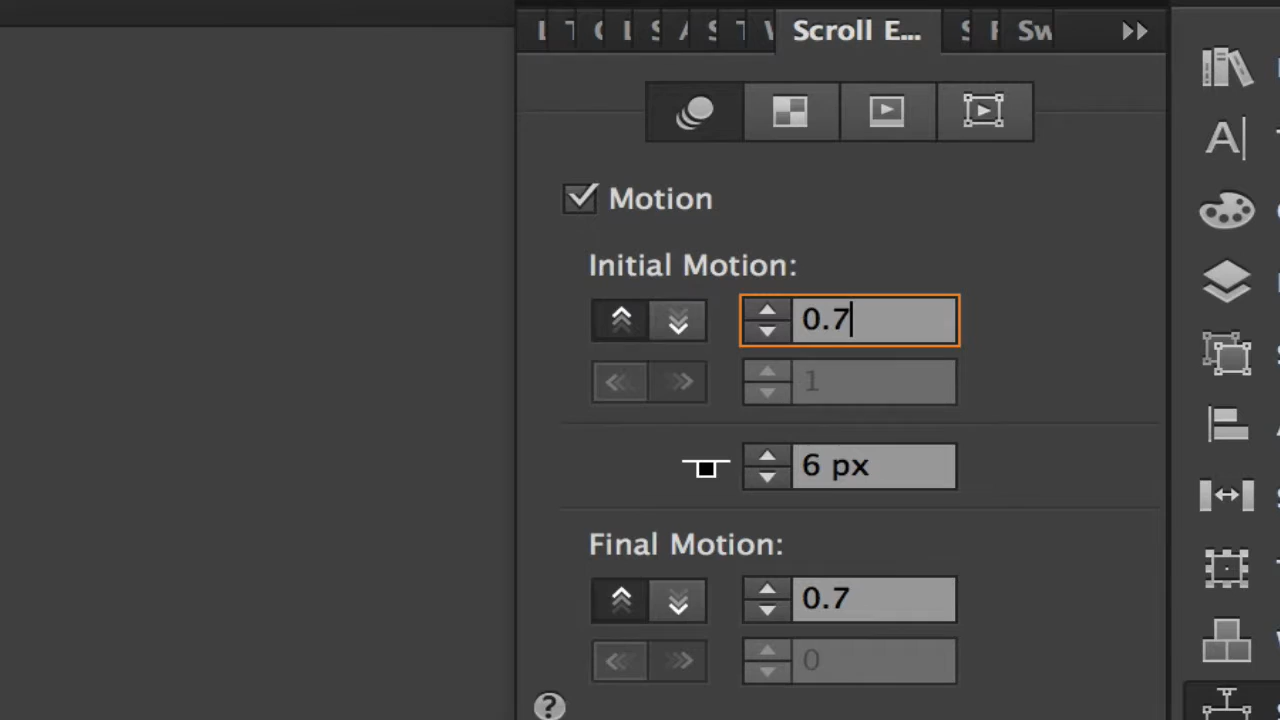 Scroll E... Sw
Motion
Initial Motion:
0.7
1
6 px
Final Motion:
0.7
0
?